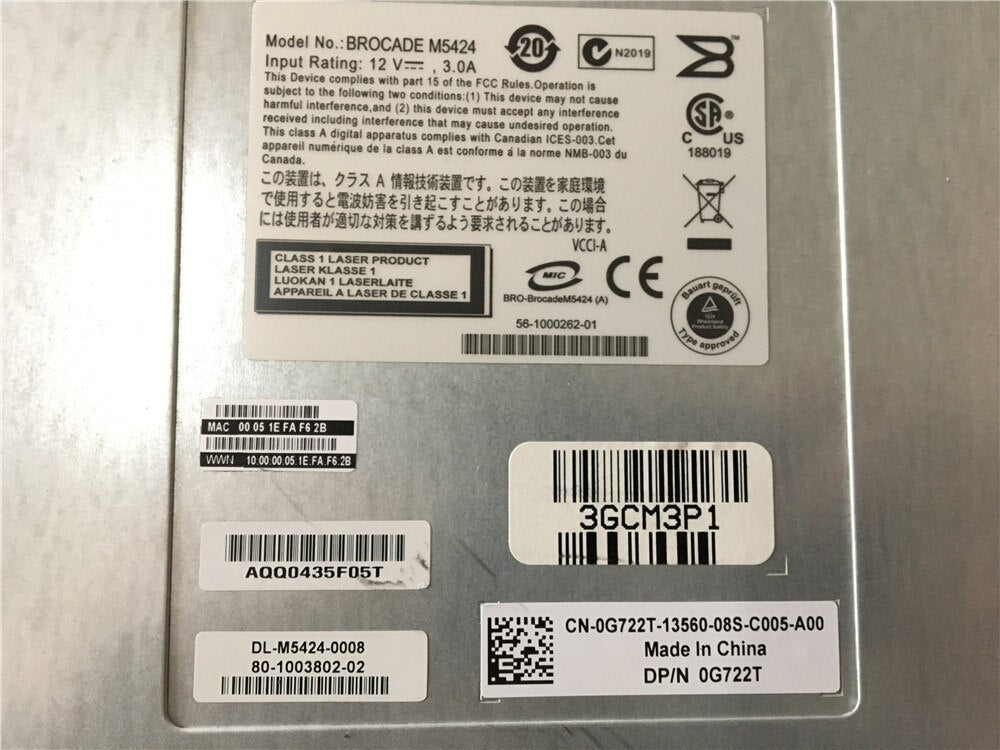 Model No.:BROCADE M5424
Input Rating: 12 V⎓ , 3.0A
This Device complies with part 15 of the FCC Rules.Operation is
subject to the following two conditions:(1) This device may not cause
harmful interference,and (2) this device must accept any interference
received including interference that may cause undesired operation.
This class A digital apparatus complies with Canadian ICES-003.Cet
appareil numérique de la class A est conforme á la norme NMB-003 du
Canada.
この装置は、クラス A 情報技術装置です。この装置を家庭環境
で使用すると電波妨害を引き起こすことがあります。この場合
には使用者が適切な対策を講ずるよう要求されることがあります。
VCCI-A
20
N2019
TM
SA ®
C US
188019
CLASS 1 LASER PRODUCT
LASER KLASSE 1
LUOKAN 1 LASERLAITE
APPAREIL A LASER DE CLASSE 1
MIC
BRO-BrocadeM5424 (A)
CE
56-1000262-01
Bauart geprüft
TÜV
Rheinland
Product Safety
Type approved
MAC 00 05 1E FA F6 2B
WWN 10.00.00.05.1E.FA.F6.2B
3GCM3P1
AQQ0435F05T
DL-M5424-0008
80-1003802-02
CN-0G722T-13560-08S-C005-A00
Made In China
DP/N 0G722T